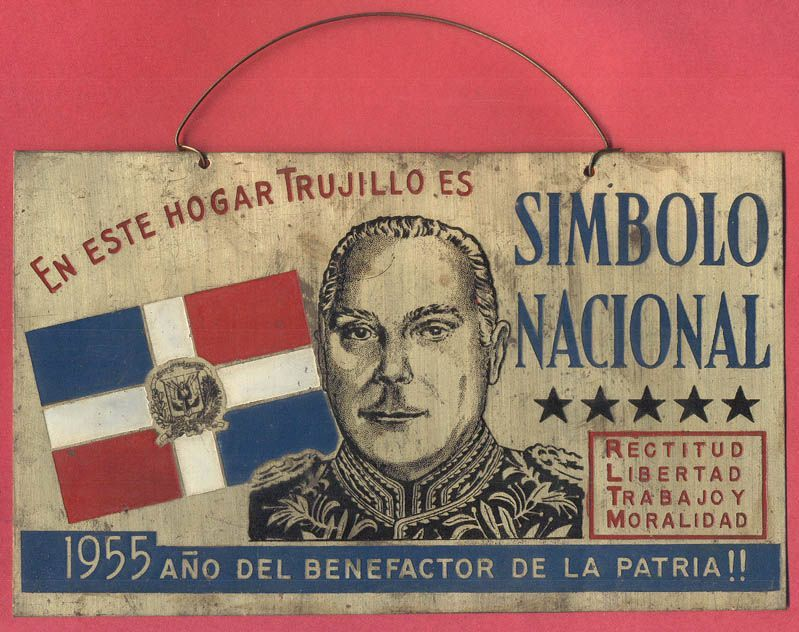 EN ESTE HOGAR TRUJILLO ES
SIMBOLO
NACIONAL
RECTITUD
LIBERTAD
TRABAJO Y
MORALIDAD
1955 AÑO DEL BENEFACTOR DE LA PATRIA!!